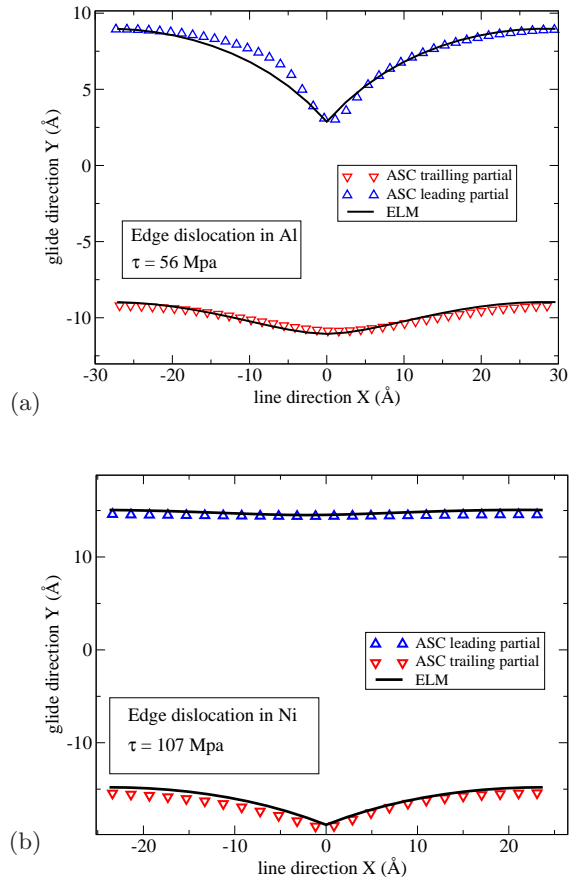 10
5
0
-5
-10
glide direction Y (Å)
ASC trailling partial
ASC leading partial
ELM
Edge dislocation in Al
τ = 56 Mpa
-30 -20 -10 0 10 20 30
line direction X (Å)
(a)
10
0
-10
glide direction Y (Å)
ASC leading partial
ASC trailing partial
ELM
Edge dislocation in Ni
τ = 107 Mpa
-20 -10 0 10 20
line direction X (Å)
(b)